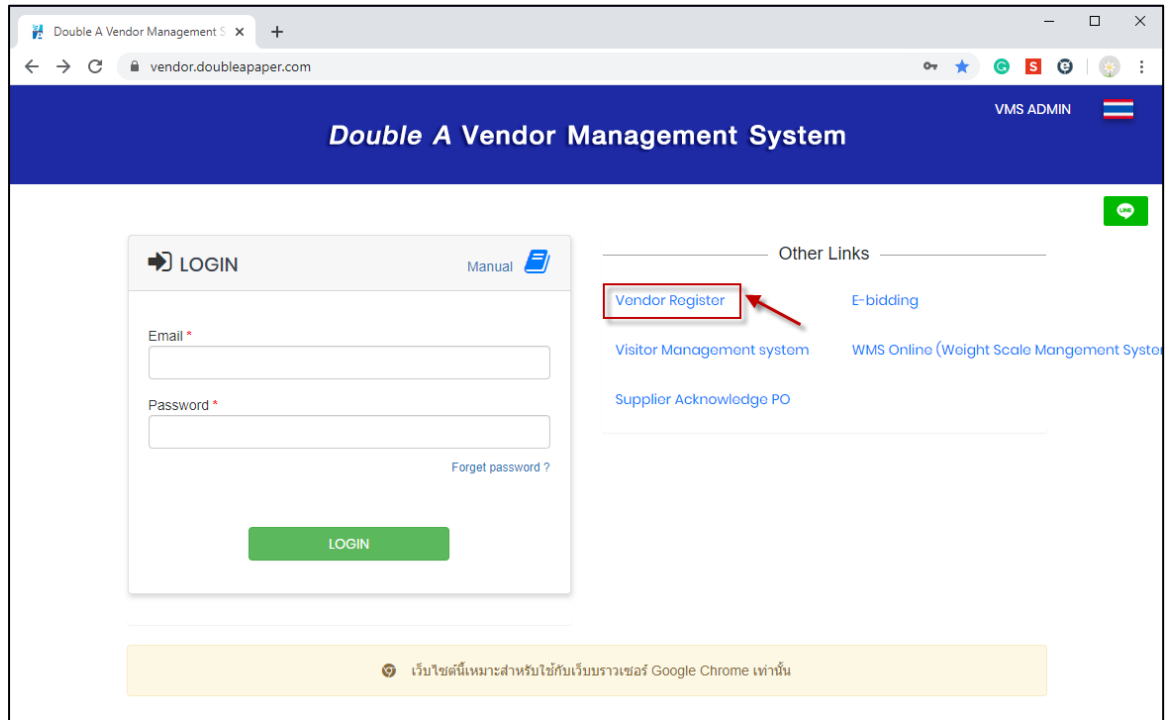 Double A Vendor Management S
vendor.doubleapaper.com
VMS ADMIN
Double A Vendor Management System
LINE
LOGIN
Manual
Email *
Password *
Forget password ?
LOGIN
Other Links
Vendor Register
E-bidding
Visitor Management system
WMS Online (Weight Scale Mangement Syste
Supplier Acknowledge PO
เว็บไซต์นี้เหมาะสำหรับใช้กับเว็บบราวเซอร์ Google Chrome เท่านั้น